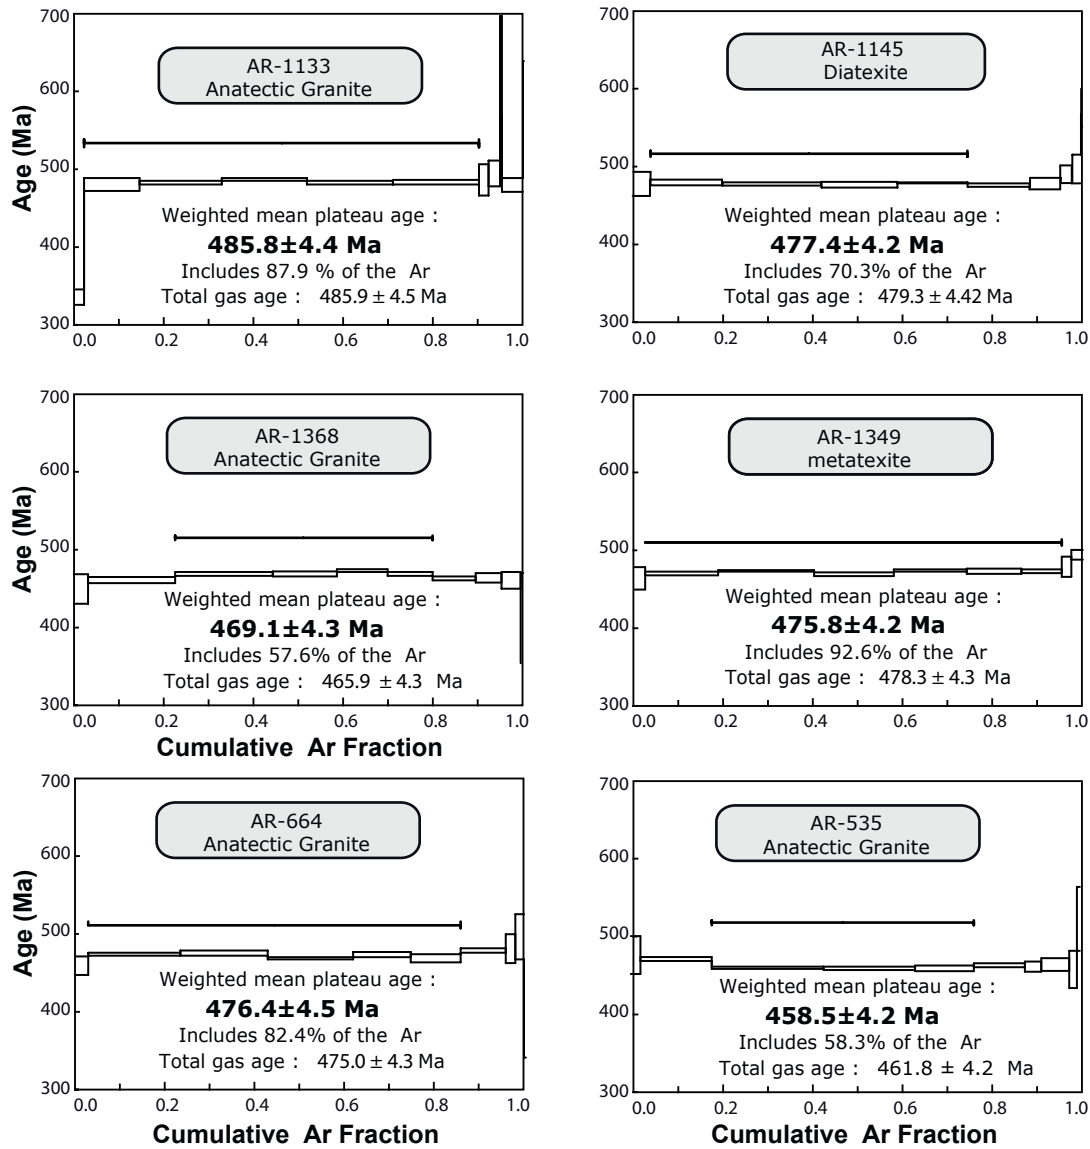 700
600
500
400
300
Age (Ma)
AR-1133
Anatectic Granite
Weighted mean plateau age :
485.8±4.4 Ma
Includes 87.9 % of the Ar
Total gas age : 485.9 ± 4.5 Ma
0.0 0.2 0.4 0.6 0.8 1.0
700
600
500
400
300
AR-1145
Diatexite
Weighted mean plateau age :
477.4±4.2 Ma
Includes 70.3% of the Ar
Total gas age : 479.3 ± 4.42 Ma
0.0 0.2 0.4 0.6 0.8 1.0
700
600
500
400
300
Age (Ma)
AR-1368
Anatectic Granite
Weighted mean plateau age :
469.1±4.3 Ma
Includes 57.6% of the Ar
Total gas age : 465.9 ± 4.3 Ma
0.0 0.2 0.4 0.6 0.8 1.0
Cumulative Ar Fraction
700
600
500
400
300
AR-1349
metatexite
Weighted mean plateau age :
475.8±4.2 Ma
Includes 92.6% of the Ar
Total gas age : 478.3 ± 4.3 Ma
0.0 0.2 0.4 0.6 0.8 1.0
700
600
500
400
300
Age (Ma)
AR-664
Anatectic Granite
Weighted mean plateau age :
476.4±4.5 Ma
Includes 82.4% of the Ar
Total gas age : 475.0 ± 4.3 Ma
0.0 0.2 0.4 0.6 0.8 1.0
Cumulative Ar Fraction
700
600
500
400
300
AR-535
Anatectic Granite
Weighted mean plateau age :
458.5±4.2 Ma
Includes 58.3% of the Ar
Total gas age : 461.8 ± 4.2 Ma
0.0 0.2 0.4 0.6 0.8 1.0
Cumulative Ar Fraction